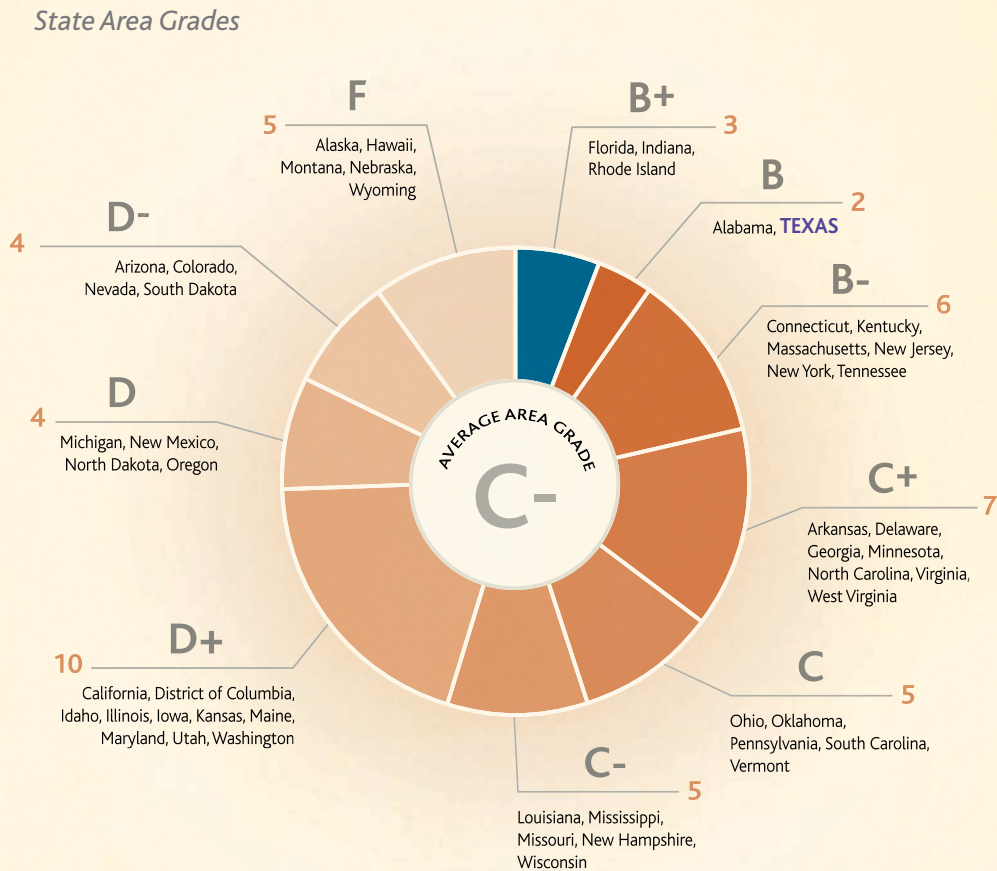 State Area Grades
F
5
Alaska, Hawaii,
Montana, Nebraska,
Wyoming
B+
3
Florida, Indiana,
Rhode Island
B
2
Alabama, TEXAS
B-
6
Connecticut, Kentucky,
Massachusetts, New Jersey,
New York, Tennessee
C+
7
Arkansas, Delaware,
Georgia, Minnesota,
North Carolina, Virginia,
West Virginia
C
5
Ohio, Oklahoma,
Pennsylvania, South Carolina,
Vermont
C-
5
Louisiana, Mississippi,
Missouri, New Hampshire,
Wisconsin
D+
10
California, District of Columbia,
Idaho, Illinois, Iowa, Kansas, Maine,
Maryland, Utah, Washington
D
4
Michigan, New Mexico,
North Dakota, Oregon
D-
4
Arizona, Colorado,
Nevada, South Dakota
AVERAGE AREA GRADE
C-